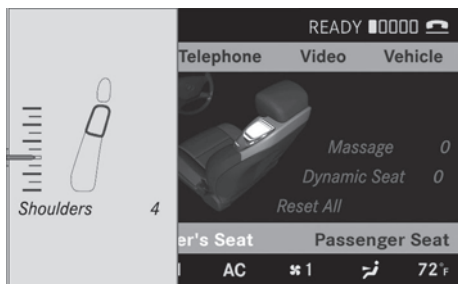 READY
Telephone Video Vehicle
Massage 0
Dynamic Seat 0
Reset All
Shoulders 4
er's Seat Passenger Seat
AC 1 72°F